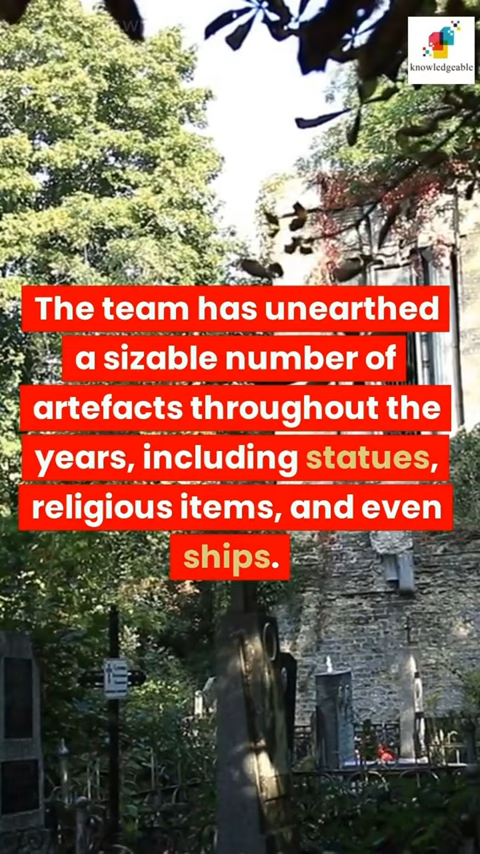 knowledgeable
The team has unearthed
a sizable number of
artefacts throughout the
years, including statues,
religious items, and even
ships.